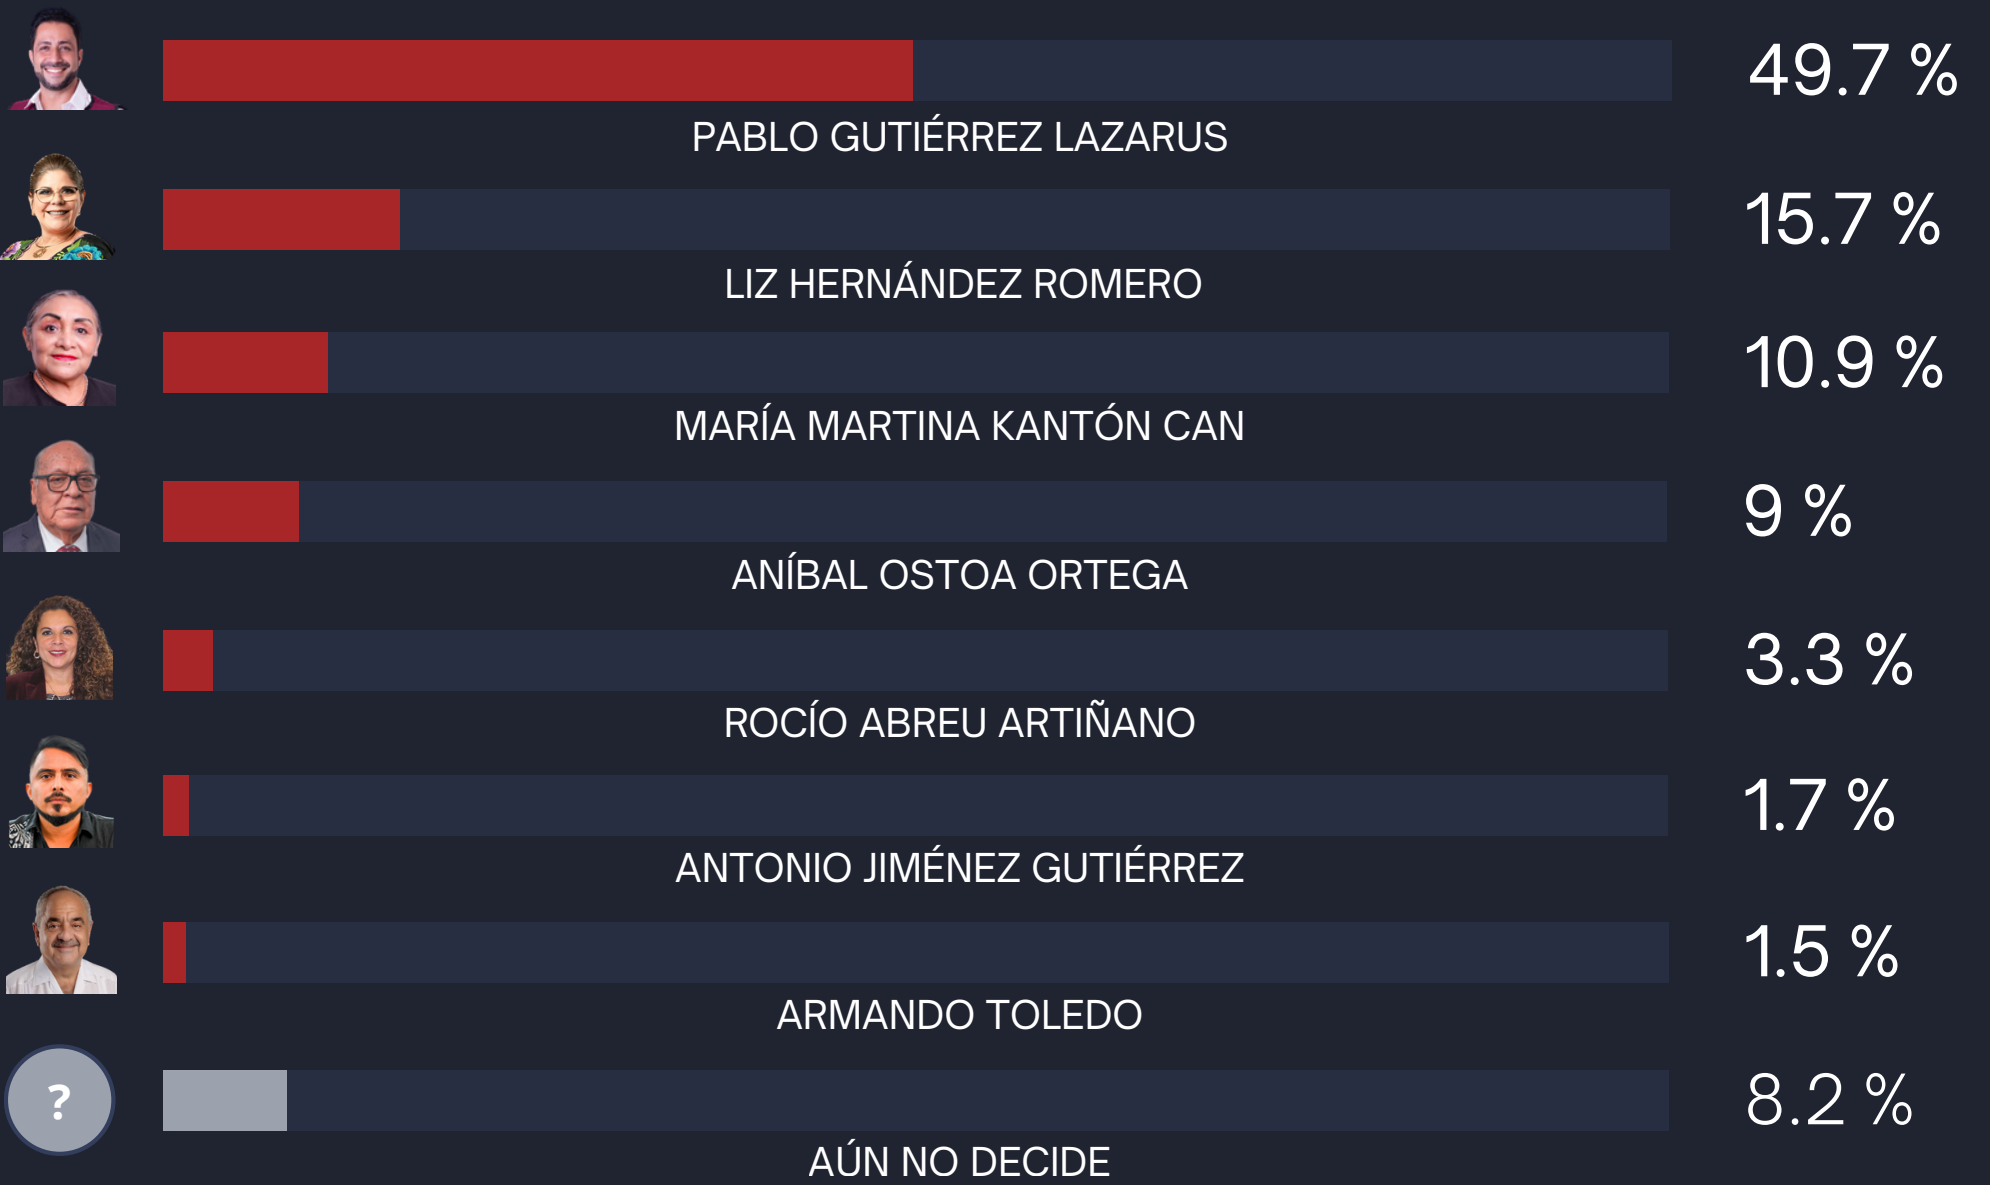 49.7 %
PABLO GUTIÉRREZ LAZARUS
15.7 %
LIZ HERNÁNDEZ ROMERO
10.9 %
MARÍA MARTINA KANTÓN CAN
9 %
ANÍBAL OSTOA ORTEGA
3.3 %
ROCÍO ABREU ARTIÑANO
1.7 %
ANTONIO JIMÉNEZ GUTIÉRREZ
1.5 %
ARMANDO TOLEDO
? 8.2 %
AÚN NO DECIDE